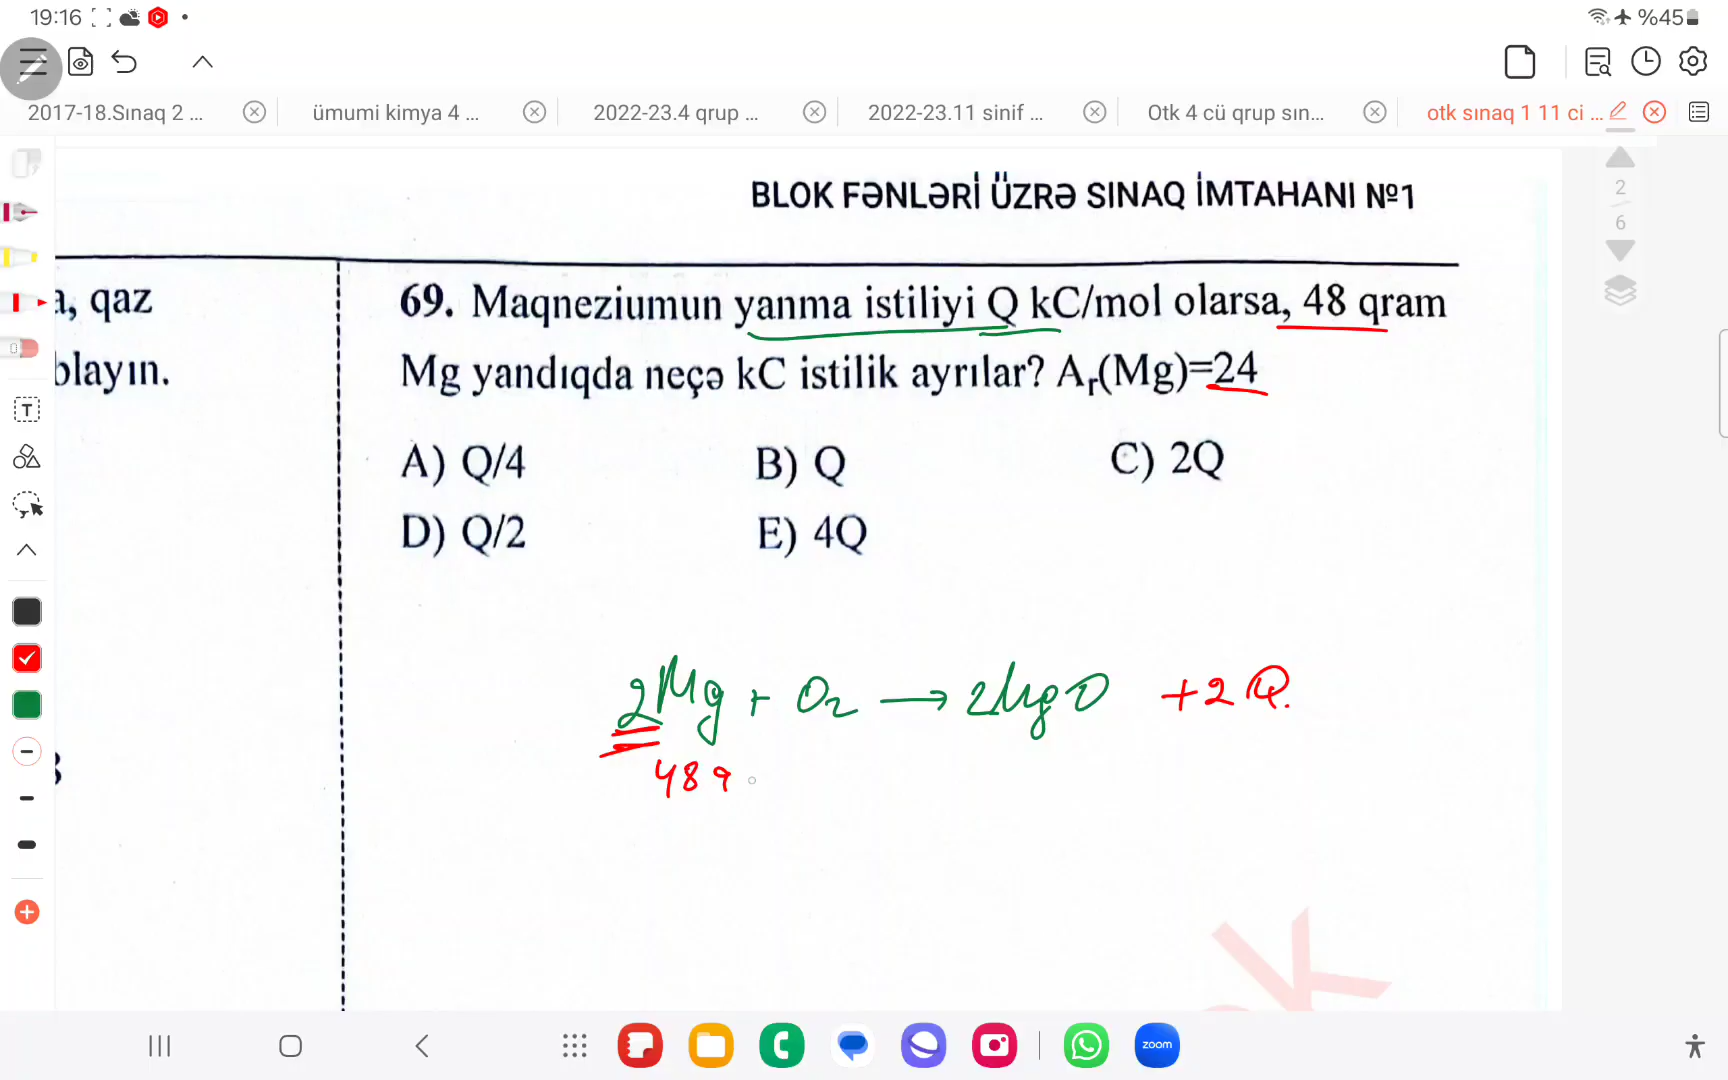 19:16
%45
2017-18.Sınaq 2 ...
ümumi kimya 4 ...
2022-23.4 qrup ...
2022-23.11 sinif ...
Otk 4 cü qrup sın...
otk sınaq 1 11 ci ...
2
6
BLOK FƏNLƏRİ ÜZRƏ SINAQ İMTAHANI №1
a, qaz
blayın.
69. Maqneziumun yanma istiliyi Q kC/mol olarsa, 48 qram
Mg yandıqda neçə kC istilik ayrılar? Ar(Mg)=24
A) Q/4
B) Q
C) 2Q
D) Q/2
E) 4Q
2Mg + O2 → 2MgO +2Q.
48q
T
zoom